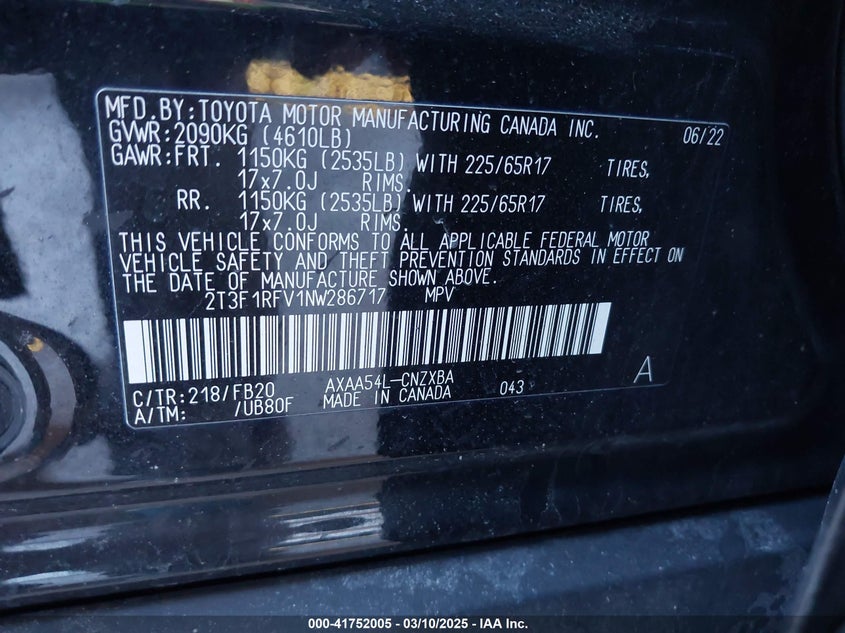 MFD.BY:TOYOTA MOTOR MANUFACTURING CANADA INC. 06/22
GVWR:2090KG (4610LB)
GAWR:FRT. 1150KG (2535LB) WITH 225/65R17 TIRES,
17x7.0J RIMS.
RR. 1150KG (2535LB) WITH 225/65R17 TIRES,
17x7.0J RIMS.
THIS VEHICLE CONFORMS TO ALL APPLICABLE FEDERAL MOTOR
VEHICLE SAFETY AND THEFT PREVENTION STANDARDS IN EFFECT ON
THE DATE OF MANUFACTURE SHOWN ABOVE.
2T3F1RFV1NW286717 MPV
C/TR:218/FB20 AXAA54L-CNZXBA A
A/TM: /UB80F MADE IN CANADA 043
000-41752005 - 03/10/2025 - IAA Inc.